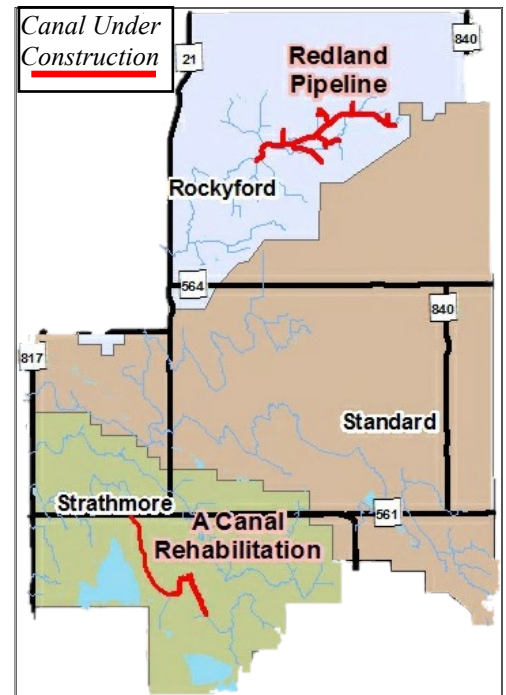 Canal Under
Construction
21
840
Redland
Pipeline
Rockyford
564
840
817
Standard
Strathmore
561
A Canal
Rehabilitation